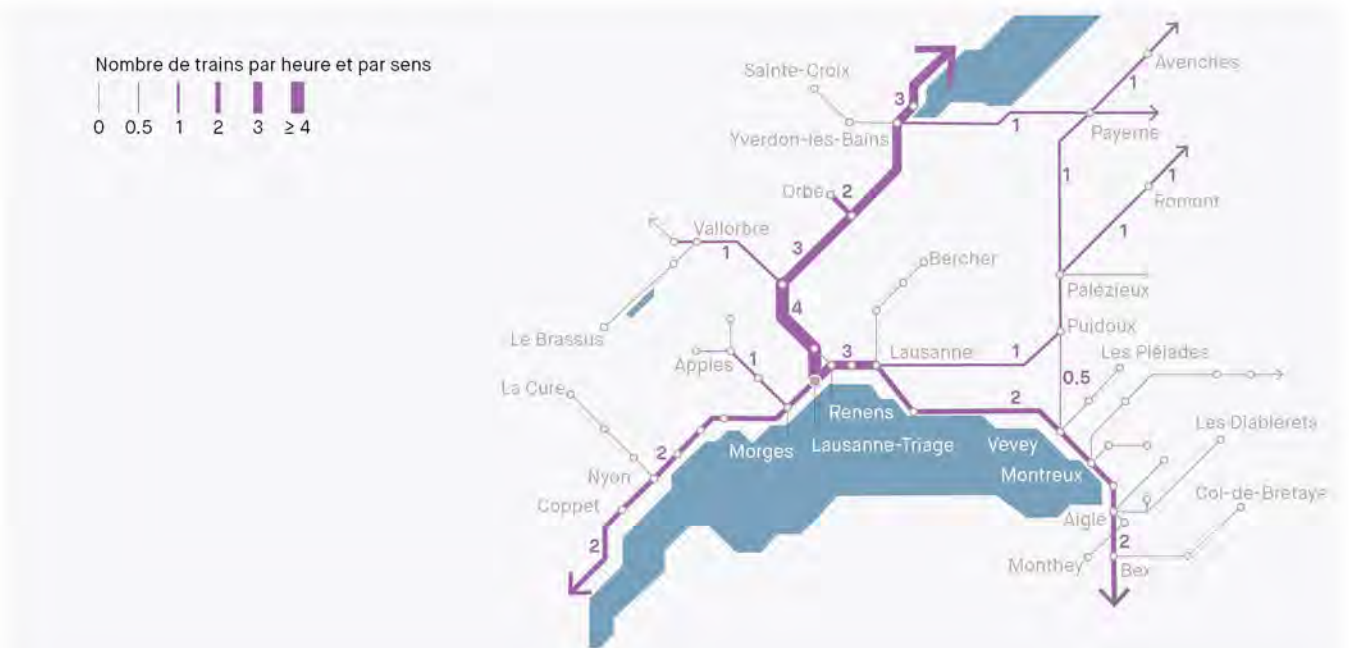 Nombre de trains par heure et par sens
0 0.5 1 2 3 ≥ 4
Avenches
Sainte-Croix
1
3
Yverdon-les-Bains
1
Payerne
Orbe
2
1
1
Romont
Vallorbre
1
3
1
Bercher
4
Palézieux
Le Brassus
Puidoux
Apples
1
3
Lausanne
1
Les Pléiades
La Cure
0.5
2
Renens
Les Diablerets
Morges
Lausanne-Triage
Vevey
2
Nyon
Montreux
Col-de-Bretaye
Coppet
Aigle
2
2
Monthey
Bex